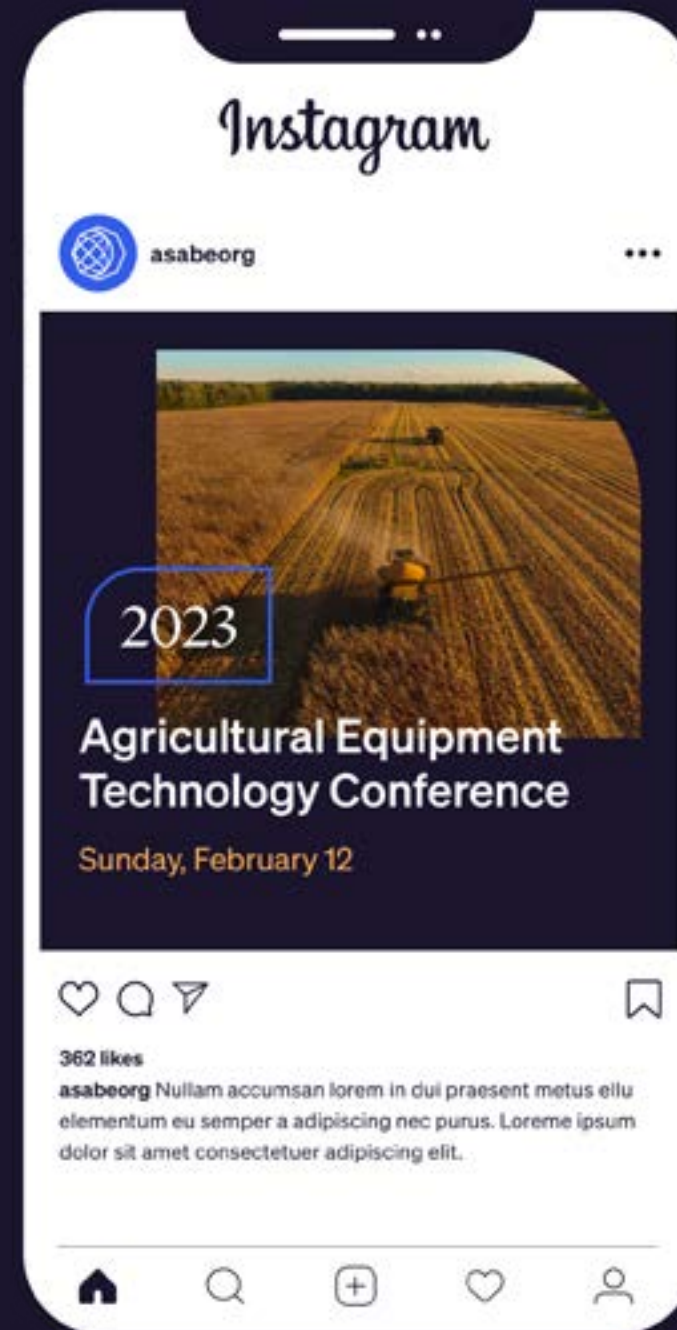 Instagram
asabeorg
2023
Agricultural Equipment
Technology Conference
Sunday, February 12
362 likes
asabeorg Nullam accumsan lorem in dui praesent metus ellu
elementum eu semper a adipiscing nec purus. Loreme ipsum
dolor sit amet consectetuer adipiscing elit.